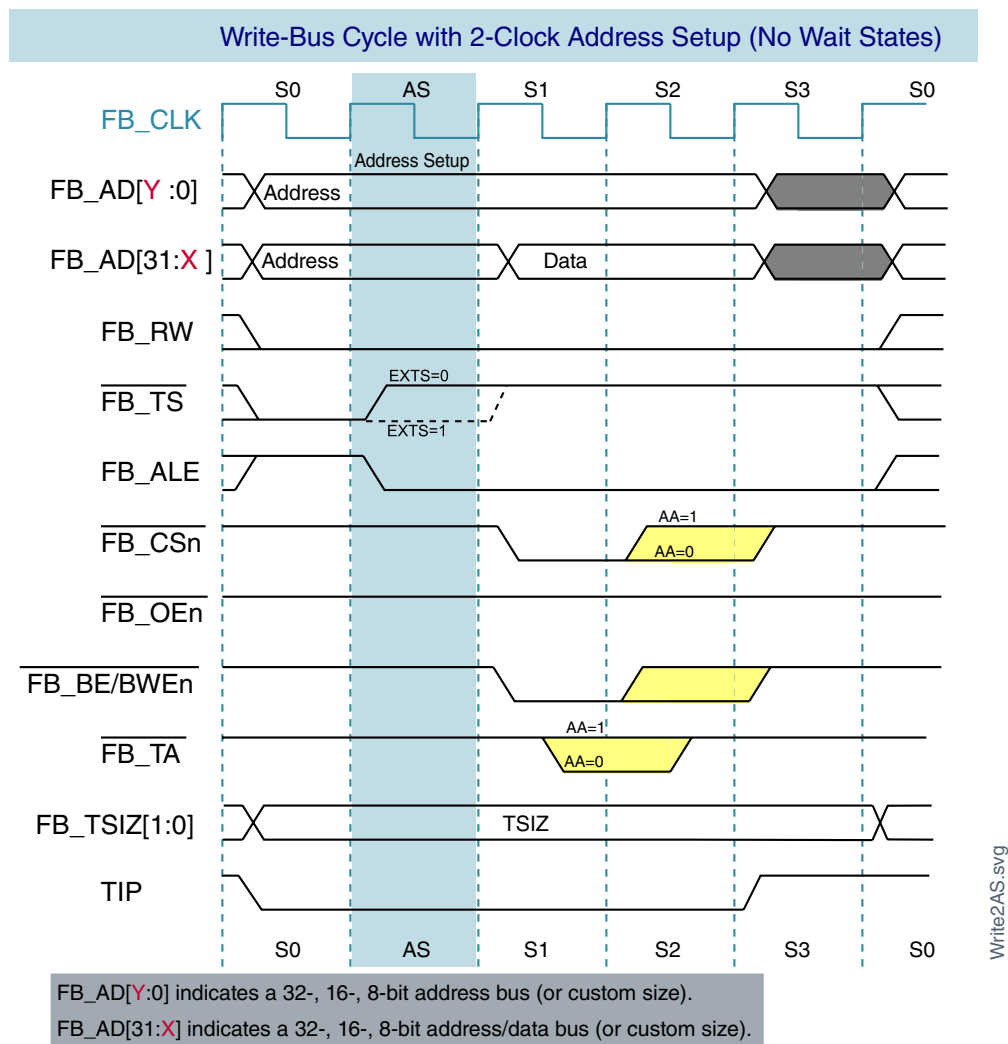 Write-Bus Cycle with 2-Clock Address Setup (No Wait States)
S0 AS S1 S2 S3 S0
FB_CLK
Address Setup
FB_AD[Y :0] Address
FB_AD[31:X ] Address Data
FB_RW
FB_TS EXTS=0
EXTS=1
FB_ALE
FB_CSn AA=1
AA=0
FB_OEn
FB_BE/BWEn
FB_TA AA=1
AA=0
FB_TSIZ[1:0] TSIZ
TIP
S0 AS S1 S2 S3 S0
Write2AS.svg
FB_AD[Y:0] indicates a 32-, 16-, 8-bit address bus (or custom size).
FB_AD[31:X] indicates a 32-, 16-, 8-bit address/data bus (or custom size).